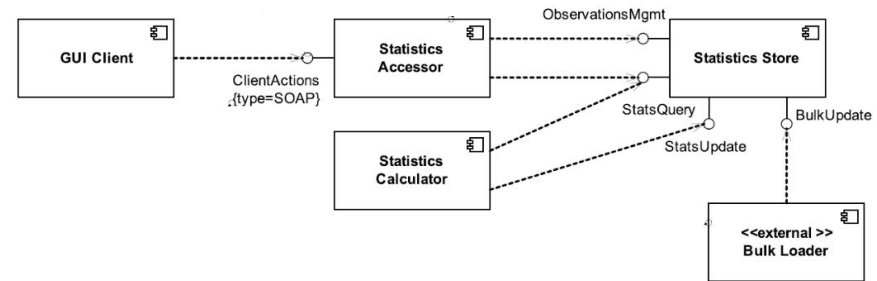 ObservationsMgmt
GUI Client
Statistics
Accessor
Statistics Store
ClientActions
{type=SOAP}
StatsQuery
BulkUpdate
StatsUpdate
Statistics
Calculator
<<external >>
Bulk Loader